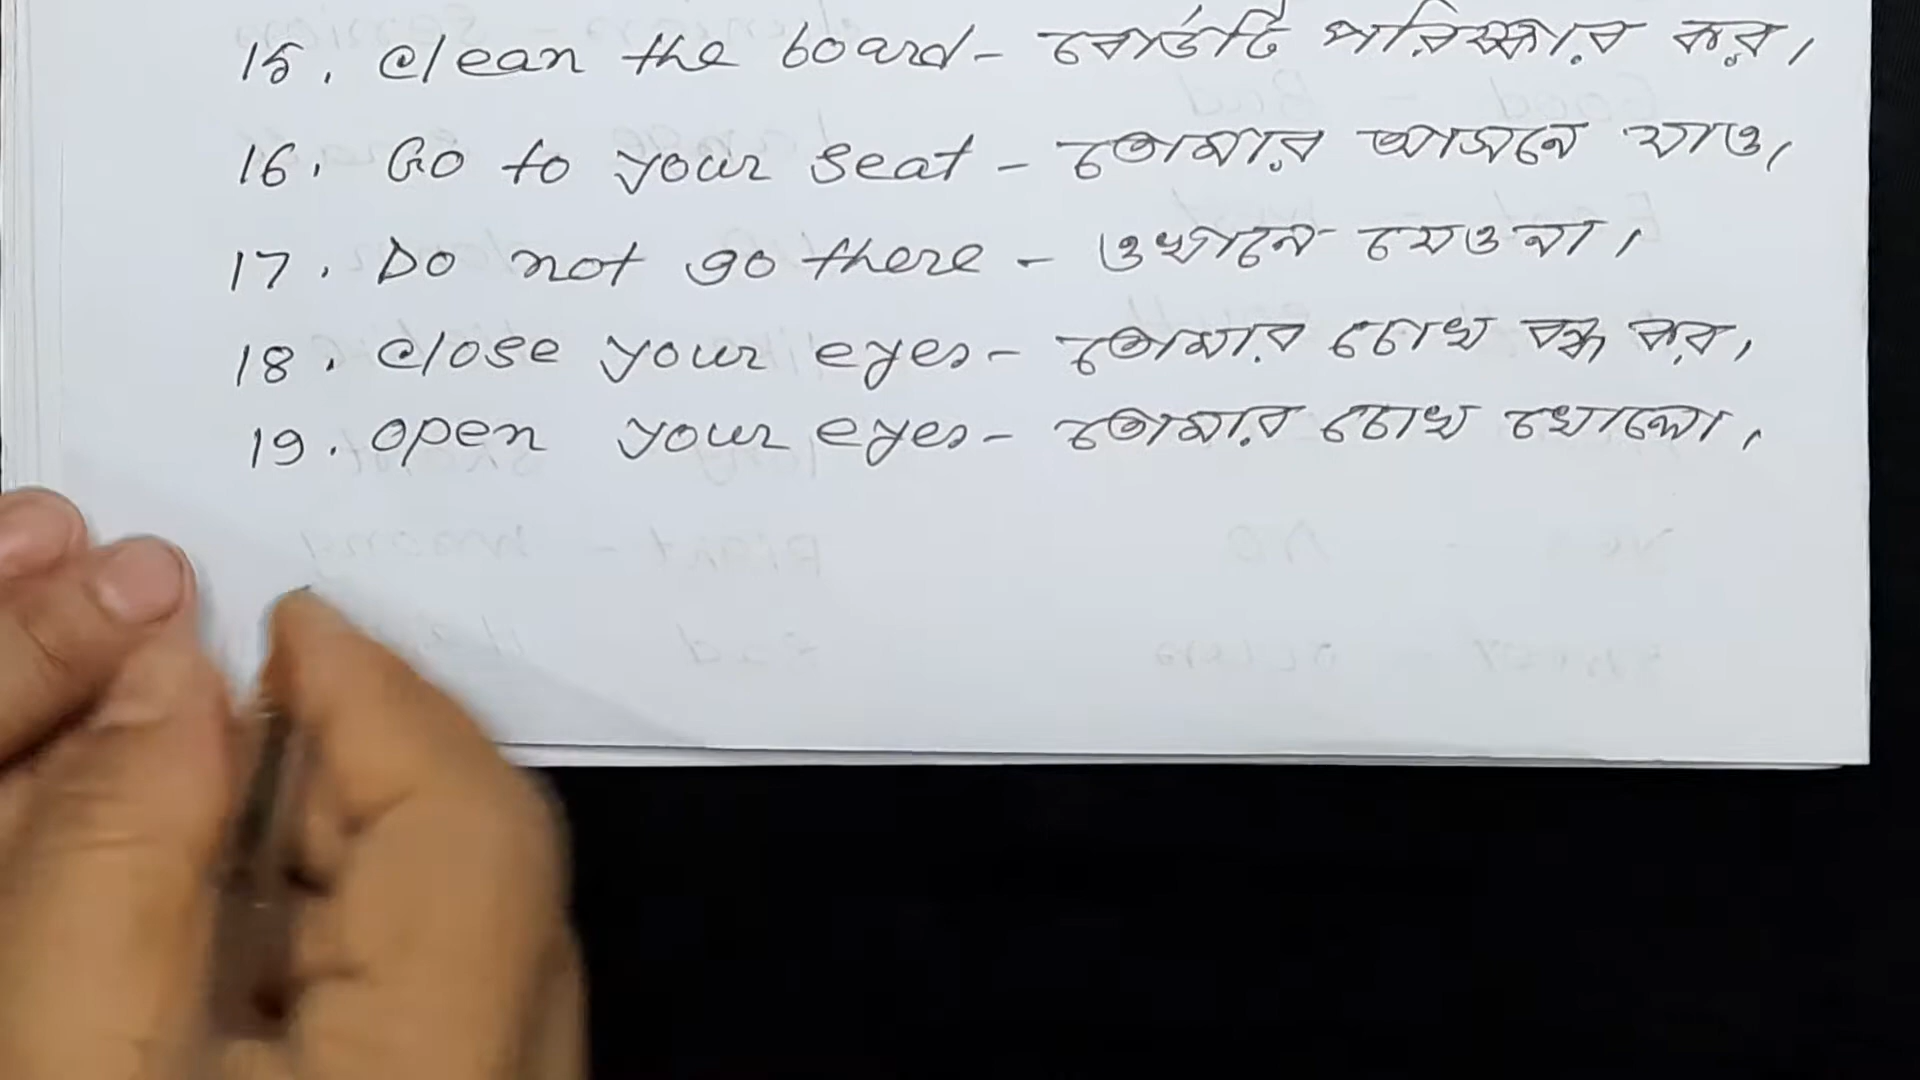 15. Clean the board - বোর্ডটি পরিস্কার কর।
16. Go to your seat - তোমার আসনে যাও।
17. Do not go there - ওখানে যেওনা।
18. Close your eyes - তোমার চোখ বন্ধ কর।
19. Open your eyes - তোমার চোখ খোলো।